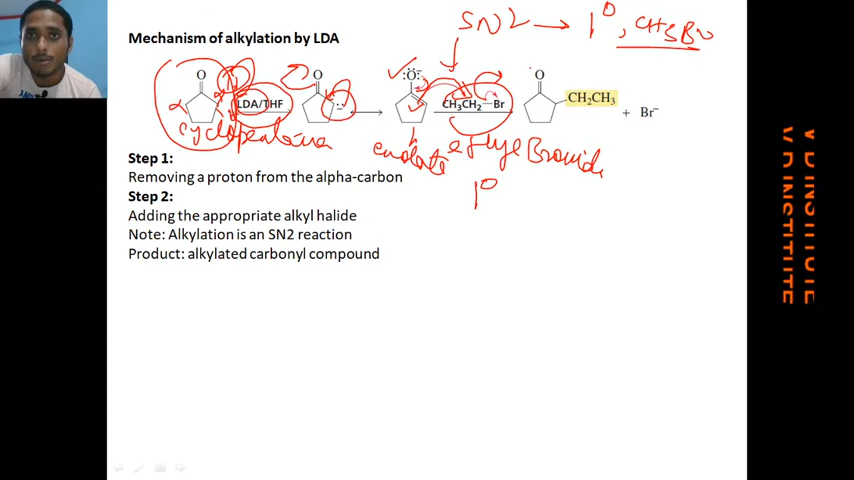 SN2 → 1°, CH3Br
Mechanism of alkylation by LDA
O O :Ö:⁻ O
α α LDA/THF CH₃CH₂—Br CH₂CH₃ + Br⁻
enolate ethyl Bromide
1°
Step 1:
Removing a proton from the alpha-carbon
Step 2:
Adding the appropriate alkyl halide
Note: Alkylation is an SN2 reaction
Product: alkylated carbonyl compound
V D INSTITUTE
V D INSTITUTE